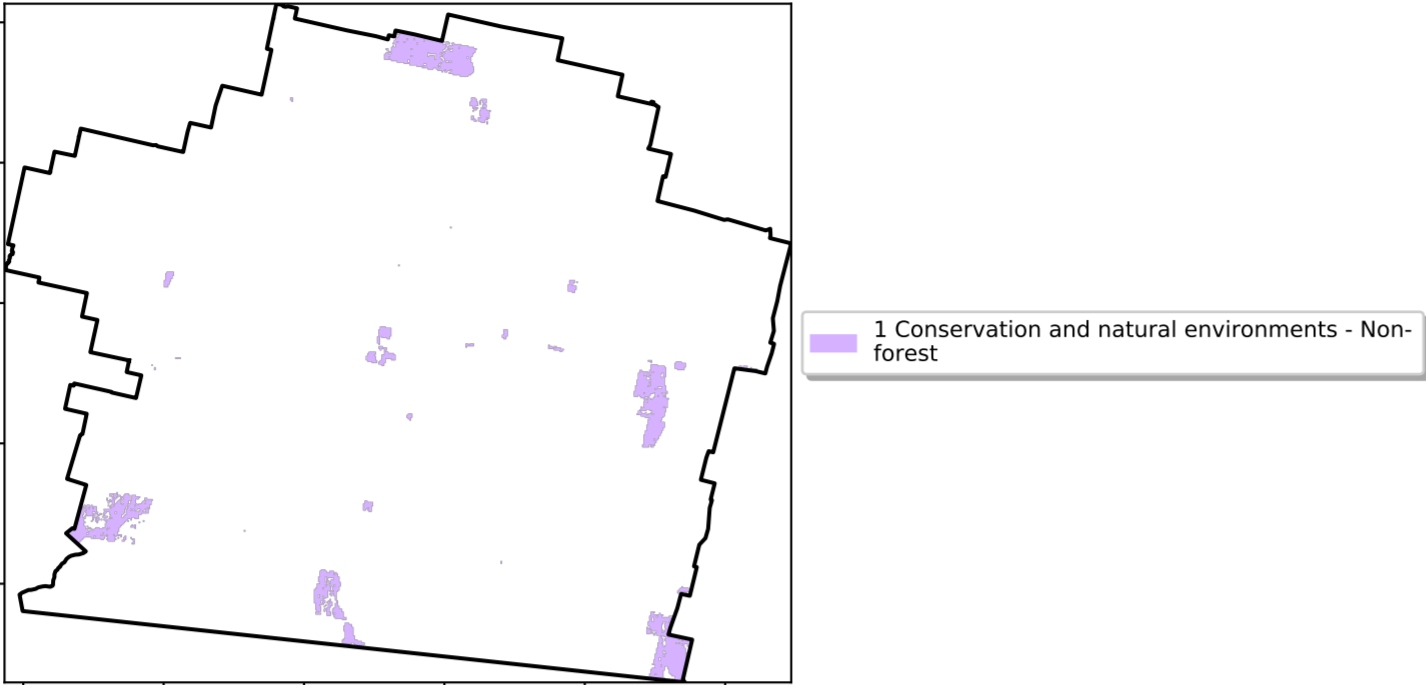 1 Conservation and natural environments - Non-
forest